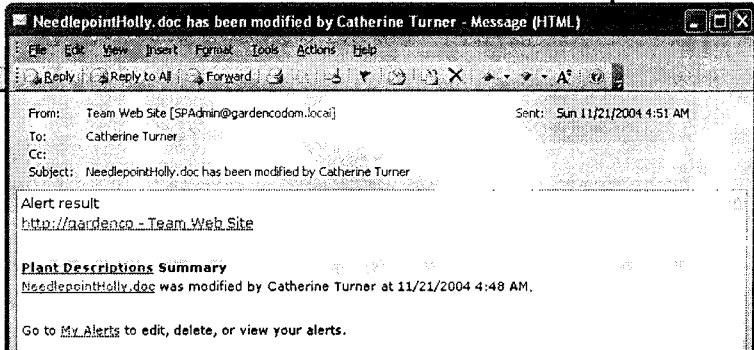 NeedlepointHolly.doc has been modified by Catherine Turner - Message (HTML)
File Edit View Insert Format Tools Actions Help
Reply Reply to All Forward
From: Team Web Site [SPAdmin@gardencodom.local] Sent: Sun 11/21/2004 4:51 AM
To: Catherine Turner
Cc:
Subject: NeedlepointHolly.doc has been modified by Catherine Turner
Alert result
http://gardenco - Team Web Site
Plant Descriptions Summary
NeedlepointHolly.doc was modified by Catherine Turner at 11/21/2004 4:48 AM.
Go to My Alerts to edit, delete, or view your alerts.